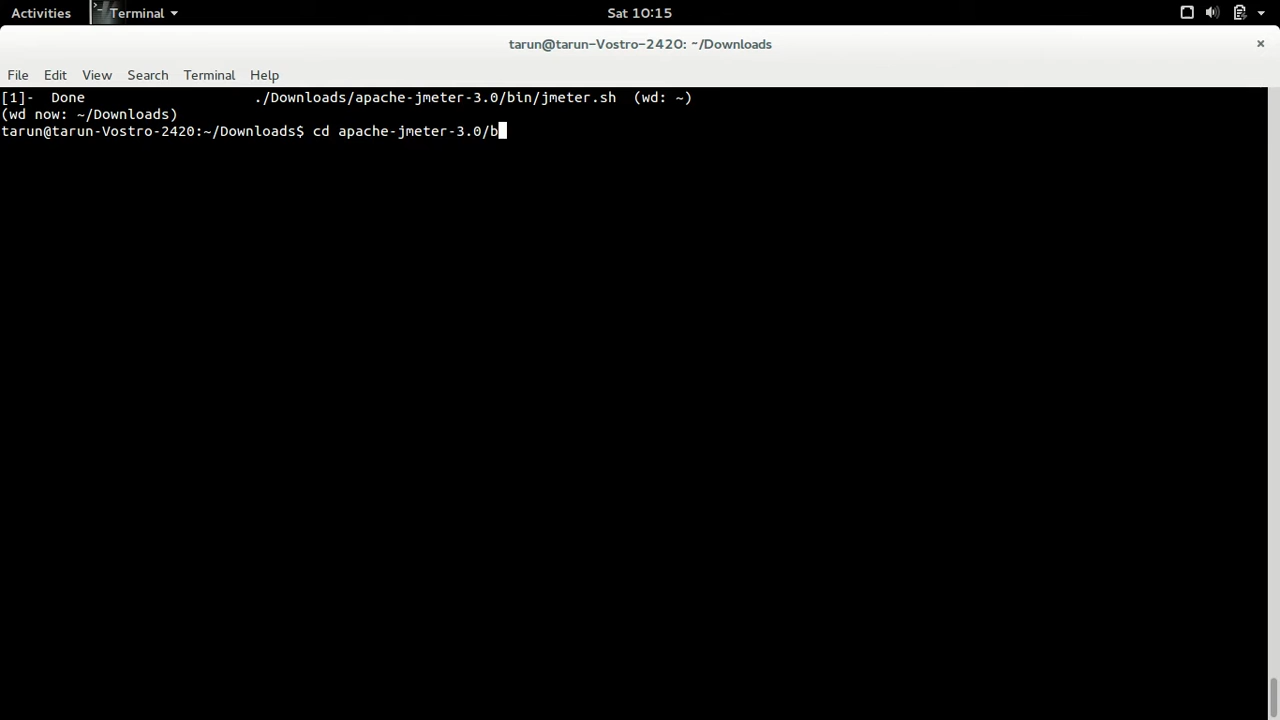 Activities Terminal Sat 10:15
tarun@tarun-Vostro-2420: ~/Downloads ×
File Edit View Search Terminal Help
[1]-  Done                    ./Downloads/apache-jmeter-3.0/bin/jmeter.sh  (wd: ~)
(wd now: ~/Downloads)
tarun@tarun-Vostro-2420:~/Downloads$ cd apache-jmeter-3.0/b